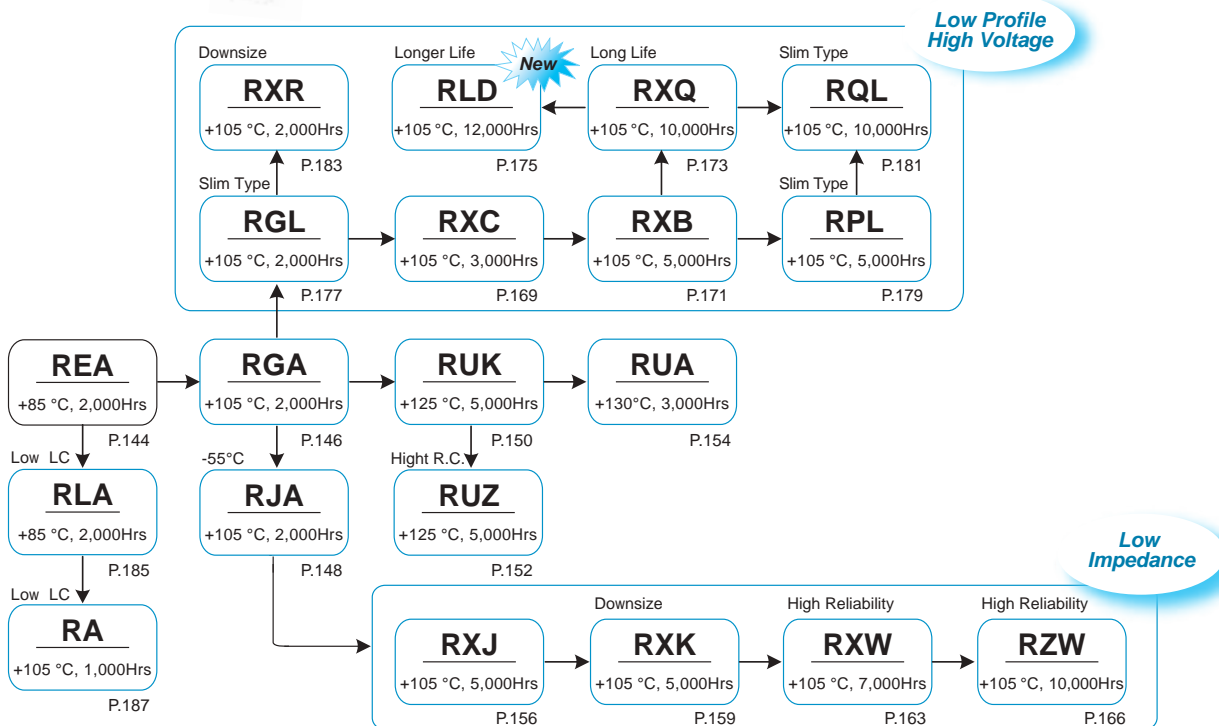 Low Profile
High Voltage
Downsize
RXR
+105 °C, 2,000Hrs
P.183
Longer Life
New
RLD
+105 °C, 12,000Hrs
P.175
Long Life
RXQ
+105 °C, 10,000Hrs
P.173
Slim Type
RQL
+105 °C, 10,000Hrs
P.181
Slim Type
RGL
+105 °C, 2,000Hrs
P.177
RXC
+105 °C, 3,000Hrs
P.169
RXB
+105 °C, 5,000Hrs
P.171
Slim Type
RPL
+105 °C, 5,000Hrs
P.179
REA
+85 °C, 2,000Hrs
P.144
RGA
+105 °C, 2,000Hrs
P.146
RUK
+125 °C, 5,000Hrs
P.150
RUA
+130°C, 3,000Hrs
P.154
Low LC
RLA
+85 °C, 2,000Hrs
P.185
-55°C
RJA
+105 °C, 2,000Hrs
P.148
Hight R.C.
RUZ
+125 °C, 5,000Hrs
P.152
Low LC
RA
+105 °C, 1,000Hrs
P.187
Low
Impedance
RXJ
+105 °C, 5,000Hrs
P.156
Downsize
RXK
+105 °C, 5,000Hrs
P.159
High Reliability
RXW
+105 °C, 7,000Hrs
P.163
High Reliability
RZW
+105 °C, 10,000Hrs
P.166